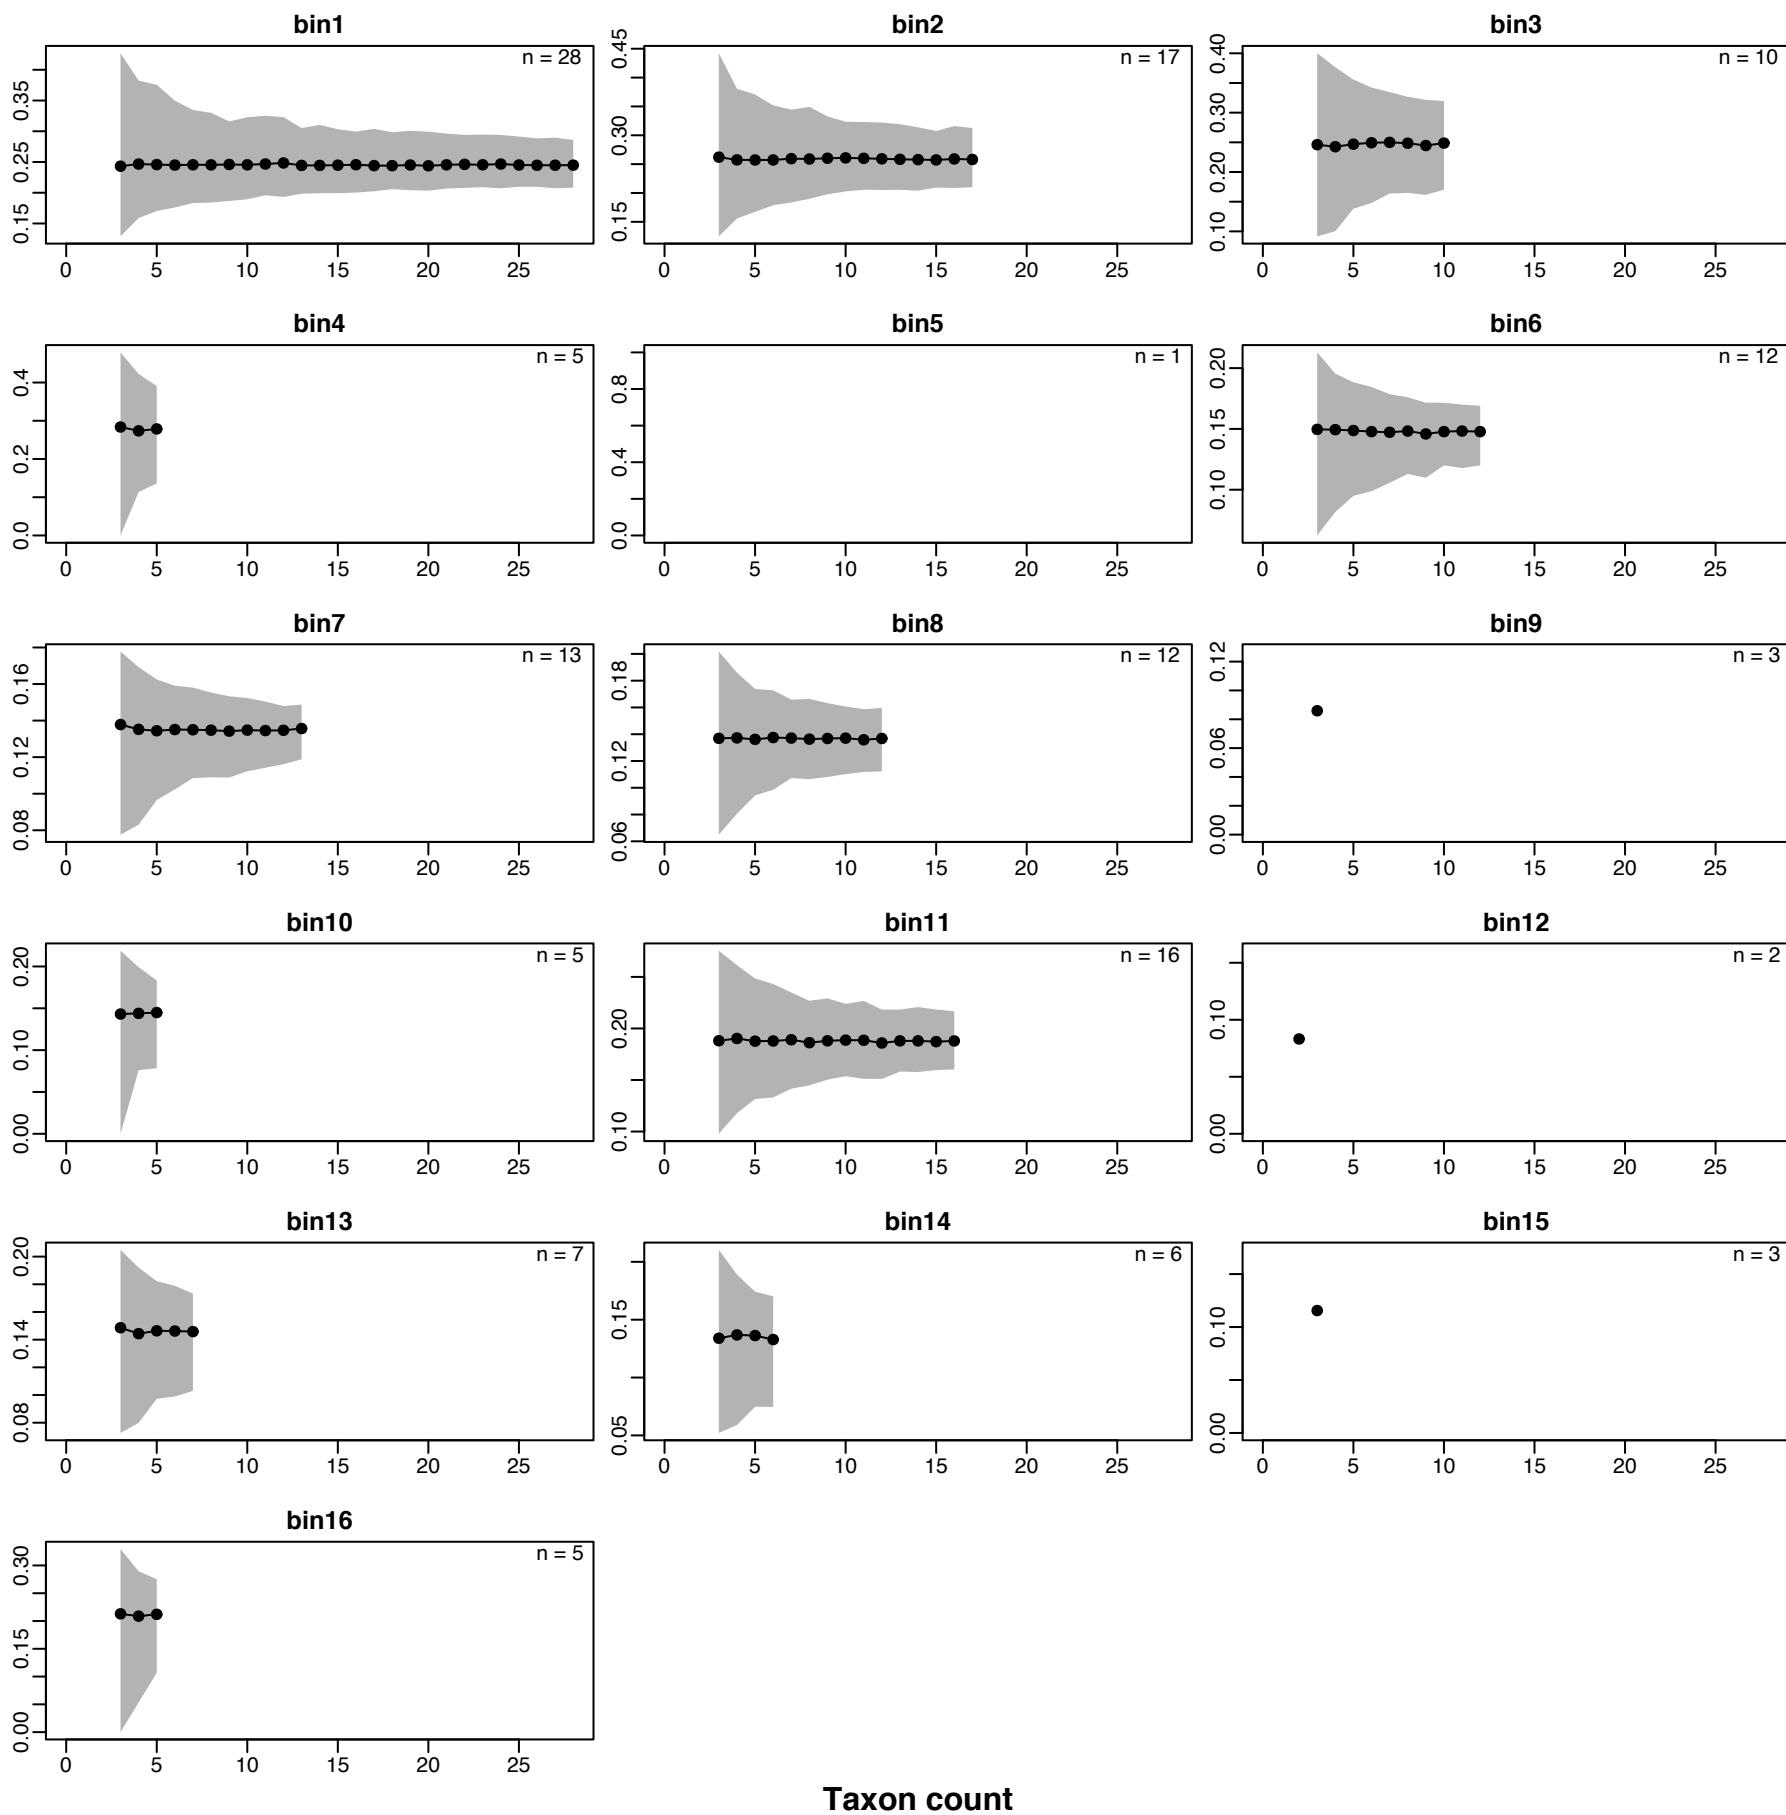 bin1 bin2 bin3
n = 28 n = 17 n = 10
0.15 0.25 0.35
0.15 0.30 0.45
0.10 0.20 0.30 0.40
0 5 10 15 20 25 0 5 10 15 20 25 0 5 10 15 20 25
bin4 bin5 bin6
n = 5 n = 1 n = 12
0.0 0.2 0.4
0.0 0.4 0.8
0.10 0.15 0.20
0 5 10 15 20 25 0 5 10 15 20 25 0 5 10 15 20 25
bin7 bin8 bin9
n = 13 n = 12 n = 3
0.08 0.12 0.16
0.06 0.12 0.18
0.00 0.06 0.12
0 5 10 15 20 25 0 5 10 15 20 25 0 5 10 15 20 25
bin10 bin11 bin12
n = 5 n = 16 n = 2
0.00 0.10 0.20
0.10 0.20
0.00 0.10
0 5 10 15 20 25 0 5 10 15 20 25 0 5 10 15 20 25
bin13 bin14 bin15
n = 7 n = 6 n = 3
0.08 0.14 0.20
0.05 0.15
0.00 0.10
0 5 10 15 20 25 0 5 10 15 20 25 0 5 10 15 20 25
bin16
n = 5
0.00 0.15 0.30
0 5 10 15 20 25
Taxon count